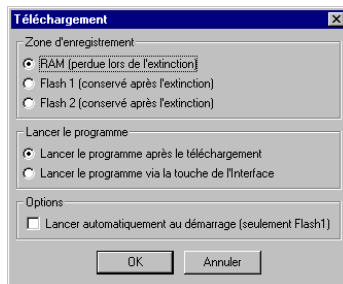 Téléchargement
Zone d'enregistrement
RAM (perdue lors de l'extinction)
Flash 1 (conservé après l'extinction)
Flash 2 (conservé après l'extinction)
Lancer le programme
Lancer le programme après le téléchargement
Lancer le programme via la touche de l'Interface
Options
Lancer automatiquement au démarrage (seulement Flash1)
OK
Annuler